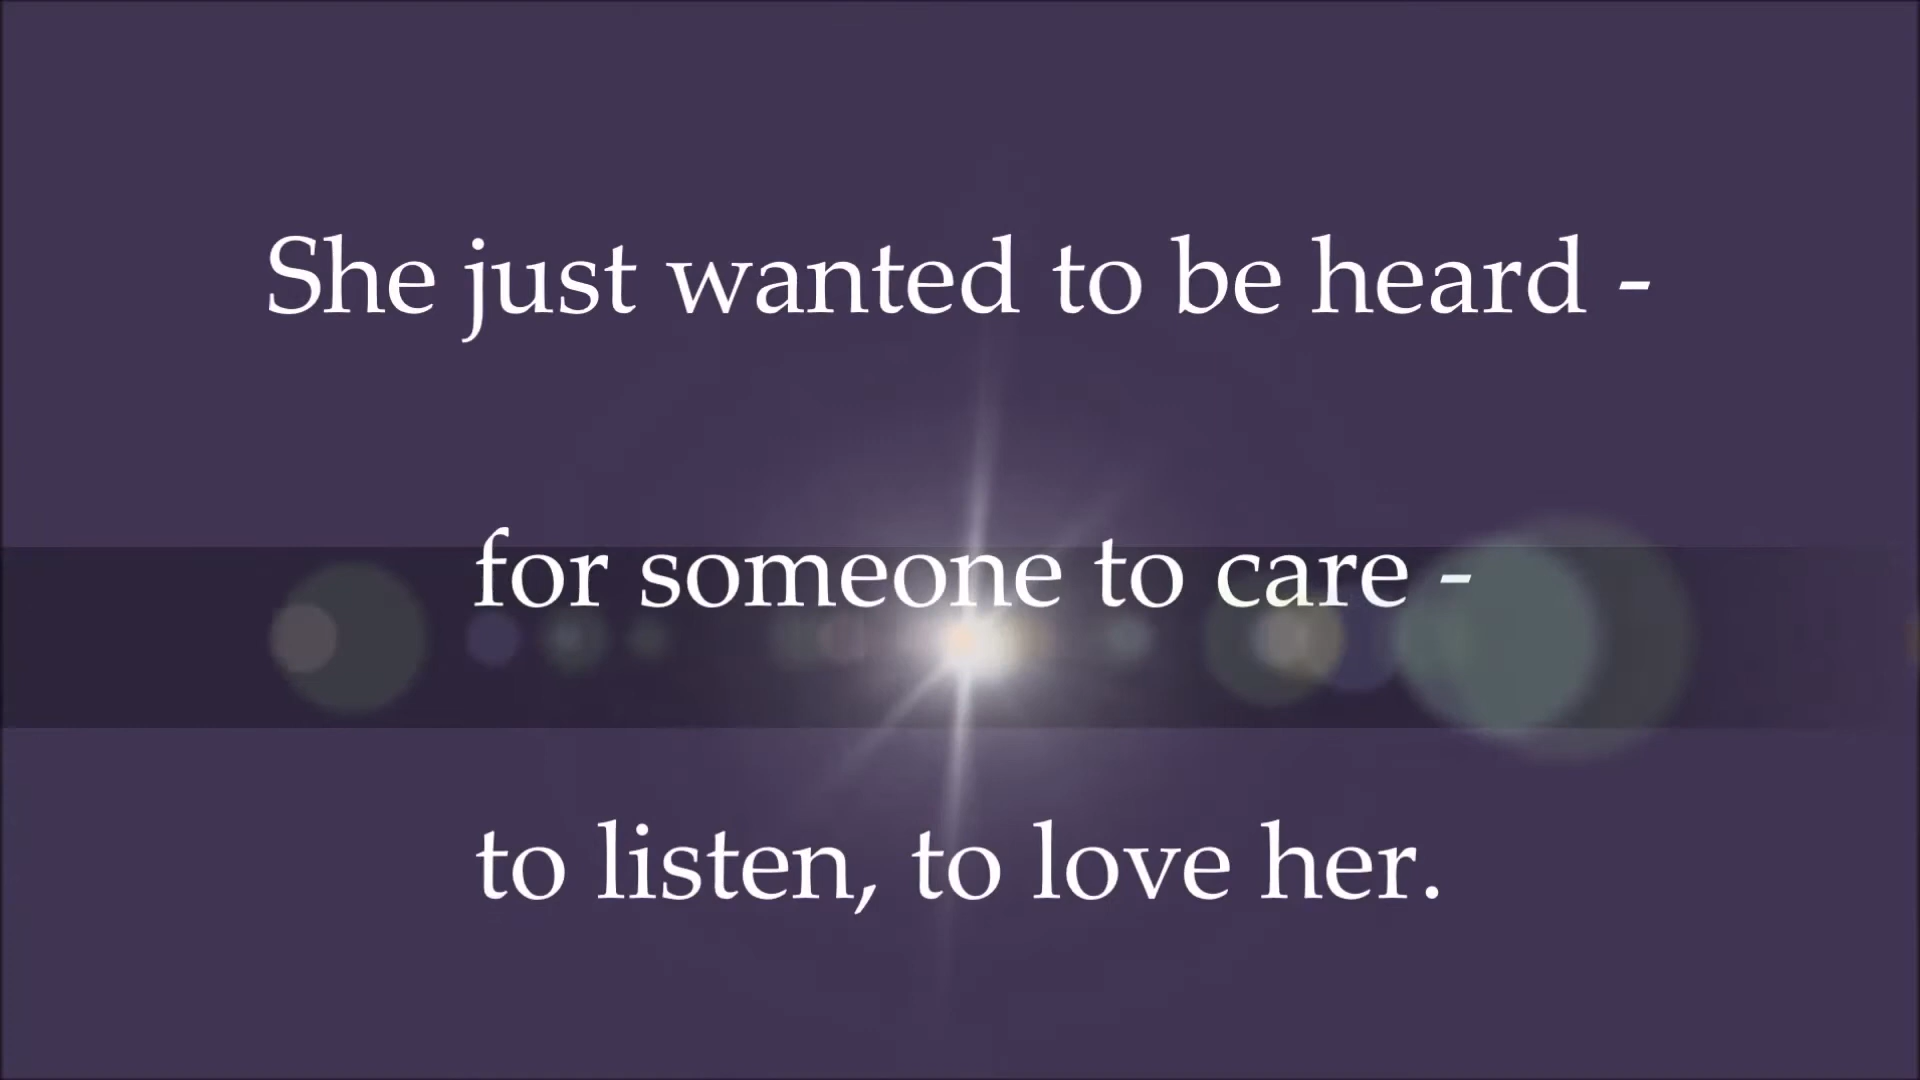 She just wanted to be heard -
for someone to care -
to listen, to love her.